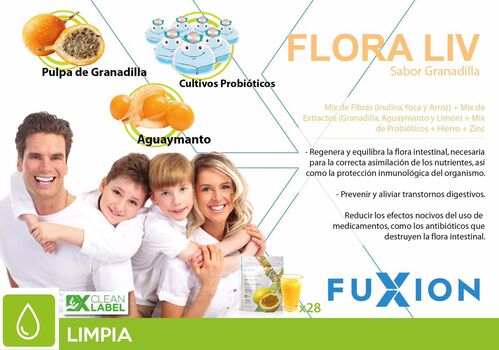 FLORA LIV
Sabor Granadilla
Pulpa de Granadilla
Cultivos Probióticos
Aguaymanto
Mix de Fibras (Inulina,Yuca y Arroz) + Mix de
Extractos (Granadilla, Aguaymanto y Limón) + Mix
de Probióticos + Hierro + Zinc
- Regenera y equilibra la flora intestinal, necesaria
para la correcta asimilación de los nutrientes, así
como la protección inmunológica del organismo.
- Prevenir y aliviar transtornos digestivos.
Reducir los efectos nocivos del uso de
medicamentos, como los antibióticos que
destruyen la flora intestinal.
x28
FUXION
CLEAN
LABEL
LIMPIA